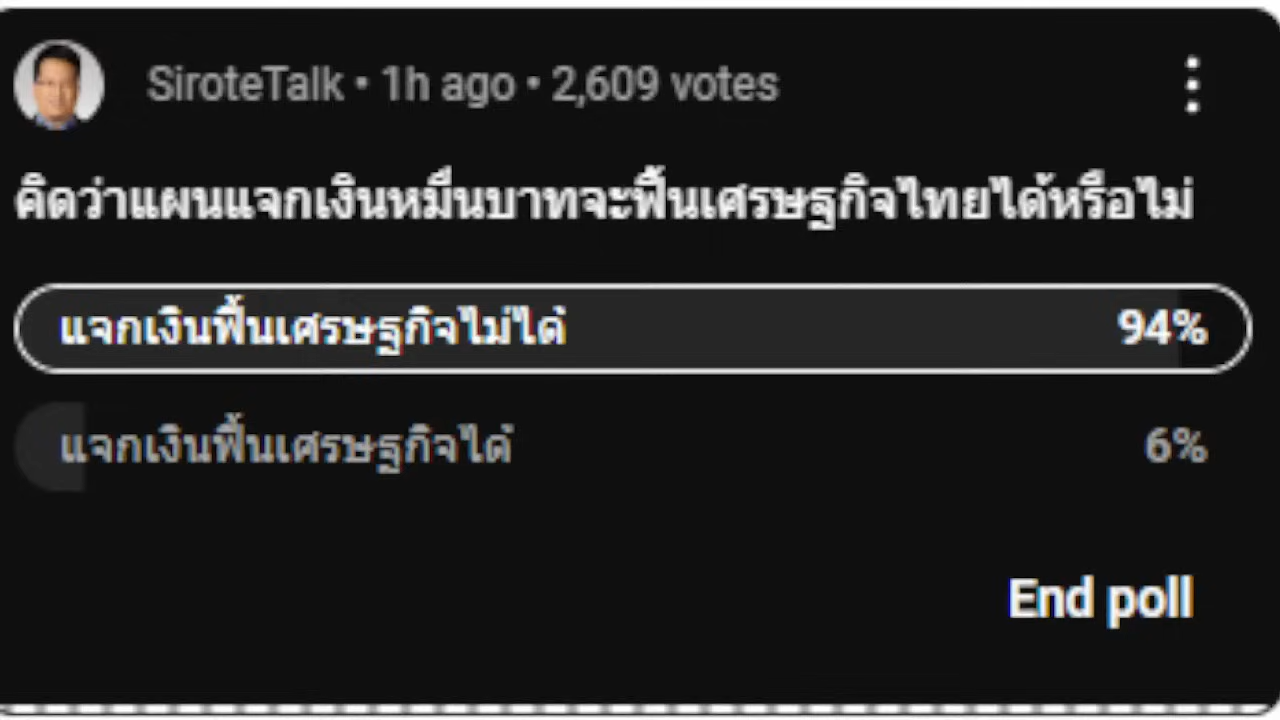 SiroteTalk • 1h ago • 2,609 votes
คิดว่าแผนแจกเงินหมื่นบาทจะฟื้นเศรษฐกิจไทยได้หรือไม่
แจกเงินฟื้นเศรษฐกิจไม่ได้ 94%
แจกเงินฟื้นเศรษฐกิจได้ 6%
End poll